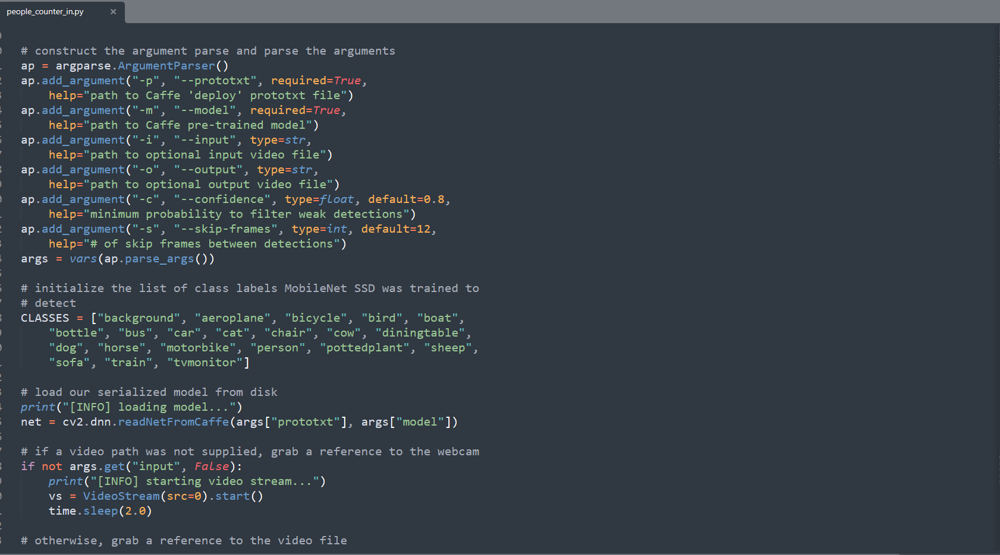 people_counter_in.py ×
# construct the argument parse and parse the arguments
ap = argparse.ArgumentParser()
ap.add_argument("-p", "--prototxt", required=True,
    help="path to Caffe 'deploy' prototxt file")
ap.add_argument("-m", "--model", required=True,
    help="path to Caffe pre-trained model")
ap.add_argument("-i", "--input", type=str,
    help="path to optional input video file")
ap.add_argument("-o", "--output", type=str,
    help="path to optional output video file")
ap.add_argument("-c", "--confidence", type=float, default=0.8,
    help="minimum probability to filter weak detections")
ap.add_argument("-s", "--skip-frames", type=int, default=12,
    help="# of skip frames between detections")
args = vars(ap.parse_args())
# initialize the list of class labels MobileNet SSD was trained to
# detect
CLASSES = ["background", "aeroplane", "bicycle", "bird", "boat",
    "bottle", "bus", "car", "cat", "chair", "cow", "diningtable",
    "dog", "horse", "motorbike", "person", "pottedplant", "sheep",
    "sofa", "train", "tvmonitor"]
# load our serialized model from disk
print("[INFO] loading model...")
net = cv2.dnn.readNetFromCaffe(args["prototxt"], args["model"])
# if a video path was not supplied, grab a reference to the webcam
if not args.get("input", False):
    print("[INFO] starting video stream...")
    vs = VideoStream(src=0).start()
    time.sleep(2.0)
# otherwise, grab a reference to the video file